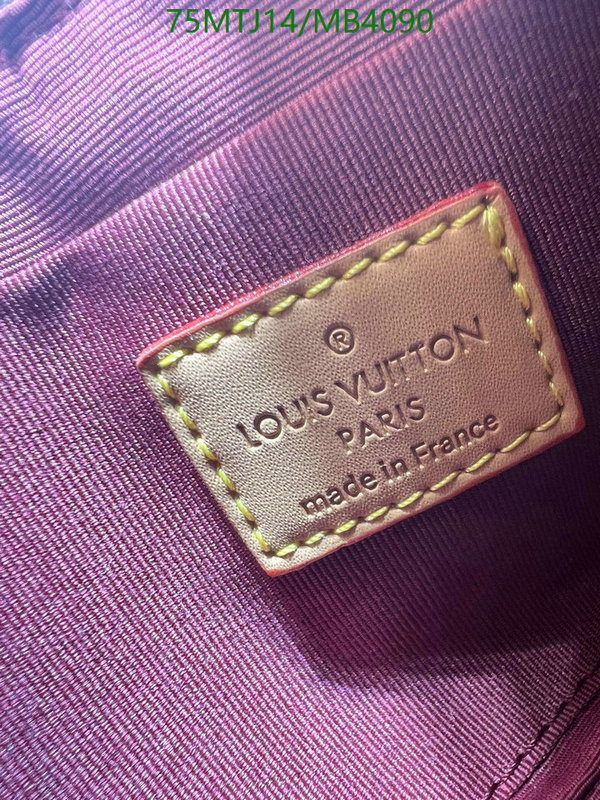 75MTJ14/MB4090
®
LOUIS VUITTON
PARIS
made in France